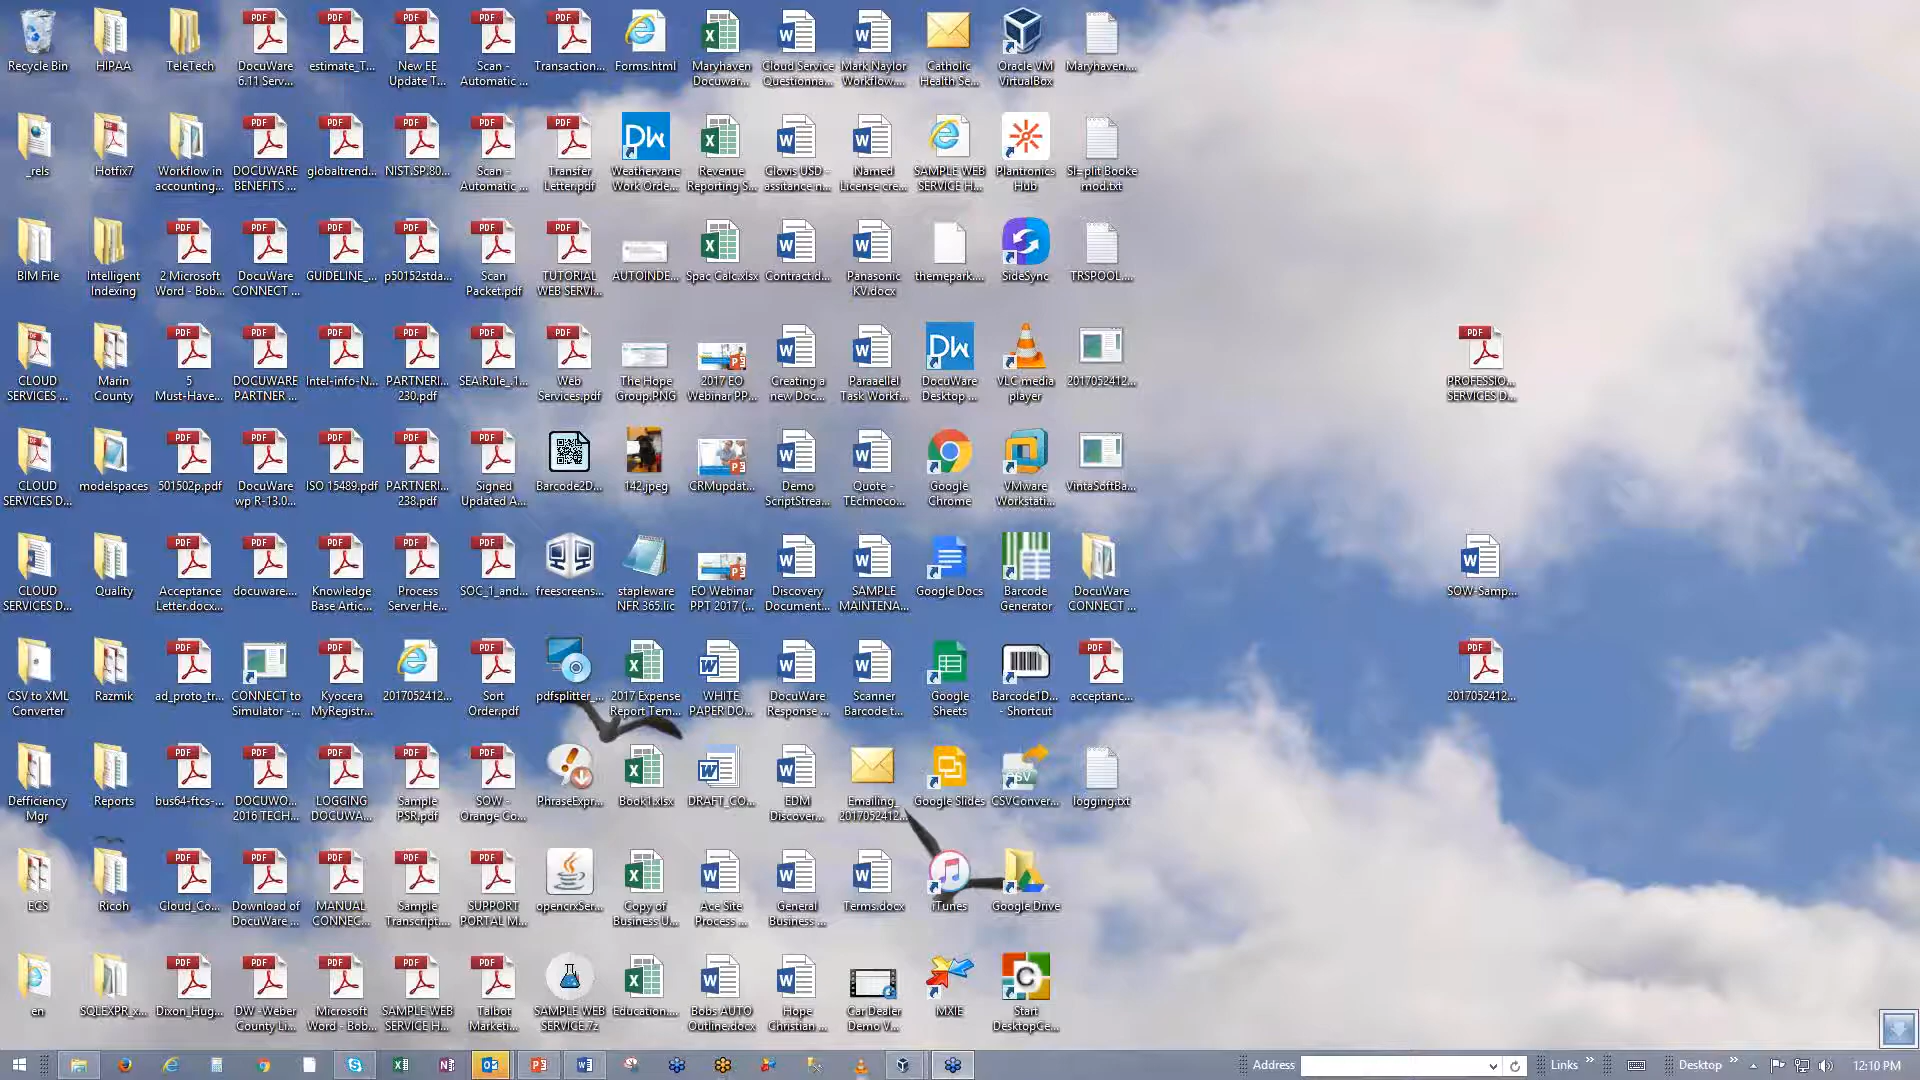 Recycle Bin
HIPAA
TeleTech
DocuWare
6.11 Serv...
estimate_T...
New EE
Update T...
Scan -
Automatic ...
Transaction...
Forms.html
Maryhaven
Docuwar...
Cloud Service
Questionna...
Mark Naylor
Workflow....
Catholic
Health Se...
Oracle VM
VirtualBox
Maryhaven....
_rels
Hotfix7
Workflow in
accounting...
DOCUWARE
BENEFITS ...
globaltrend...
NIST.SP.80...
Scan -
Automatic ...
Transfer
Letter.pdf
Weathervane
Work Orde...
Revenue
Reporting S...
Clovis USD -
assitance n...
Named
License cre...
SAMPLE WEB
SERVICE H...
Plantronics
Hub
Sl=plit Booke
mod.txt
BIM File
Intelligent
Indexing
2 Microsoft
Word - Bob...
DocuWare
CONNECT ...
GUIDELINE_...
p50152stda...
Scan
Packet.pdf
TUTORIAL
WEB SERVI...
AUTOINDE...
Spac Calc.xlsx
Contract.d...
Panasonic
KV.docx
themepark....
SideSync
TRSPOOL....
CLOUD
SERVICES ...
Marin
County
5
Must-Have...
DOCUWARE
PARTNER ...
Intel-info-N...
PARTNERI...
230.pdf
SEA.Rule_.1...
Web
Services.pdf
The Hope
Group.PNG
2017 EO
Webinar PP...
Creating a
new Doc...
Paraaellel
Task Workf...
DocuWare
Desktop ...
VLC media
player
2017052412...
PROFESSIO...
SERVICES D...
CLOUD
SERVICES D...
modelspaces
501502p.pdf
DocuWare
wp R-13.0...
ISO 15489.pdf
PARTNERI...
238.pdf
Signed
Updated A...
Barcode2D...
142.jpeg
CRMupdat...
Demo
ScriptStrea...
Quote -
TEchnoco...
Google
Chrome
VMware
Workstati...
VintaSoftBa...
CLOUD
SERVICES D...
Quality
Acceptance
Letter.docx...
docuware....
Knowledge
Base Artic...
Process
Server He...
SOC_1_and...
freescreens...
stapleware
NFR 365.lic
EO Webinar
PPT 2017 (...
Discovery
Document...
SAMPLE
MAINTENA...
Google Docs
Barcode
Generator
DocuWare
CONNECT ...
SOW-Samp...
CSV to XML
Converter
Razmik
ad_proto_tr...
CONNECT to
Simulator -...
Kyocera
MyRegistr...
2017052412...
Sort
Order.pdf
pdfsplitter_...
2017 Expense
Report Tem...
WHITE
PAPER DO...
DocuWare
Response ...
Scanner
Barcode.t...
Google
Sheets
Barcode1D...
- Shortcut
acceptanc...
2017052412...
Defficiency
Mgr
Reports
bus64-ftcs-...
DOCUWO...
2016 TECH...
LOGGING
DOCUWA...
Sample
PSR.pdf
SOW -
Orange Co...
PhraseExpr...
Book1.xlsx
DRAFT_CO...
EDM
Discover...
Emailing_
2017052412...
Google Slides
CSVConver...
logging.txt
ECS
Ricoh
Cloud_Co...
Download of
DocuWare ...
MANUAL
CONNEC...
Sample
Transcript...
SUPPORT
PORTAL M...
opencrxSer...
Copy of
Business U...
Ace Site
Process ...
General
Business ...
Terms.docx
iTunes
Google Drive
en
SQLEXPR_x...
Dixon_Hug...
DW -Weber
County Li...
Microsoft
Word - Bob...
SAMPLE WEB
SERVICE H...
Talbot
Marketi...
SAMPLE WEB
SERVICE.7z
Education....
Bobs AUTO
Outline.docx
Hope
Christian ...
Car Dealer
Demo V...
MXIE
Start
DesktopCe...
Address
Links
Desktop
12:10 PM